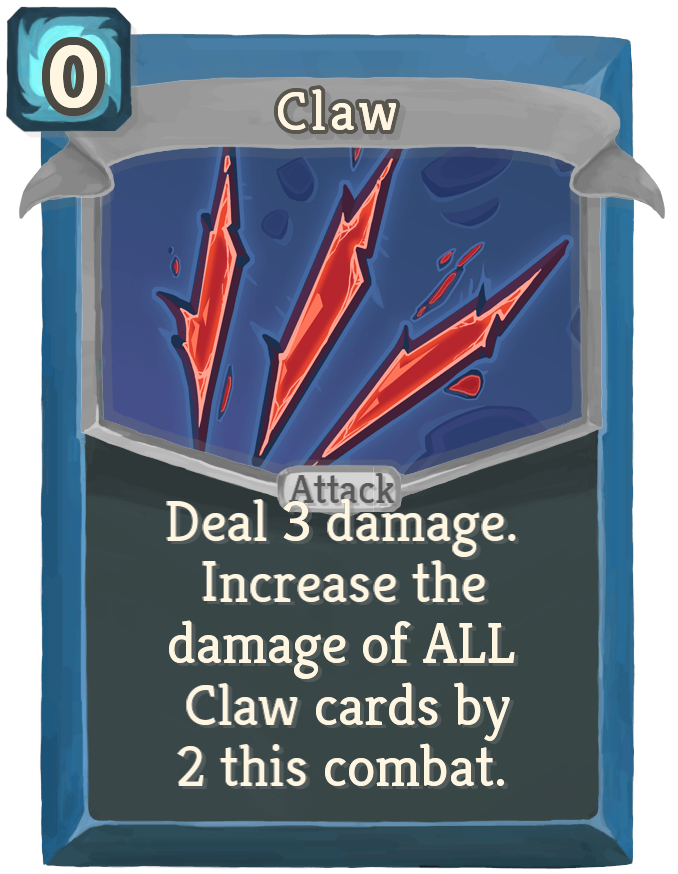 0
Claw
Attack
Deal 3 damage.
Increase the
damage of ALL
Claw cards by
2 this combat.